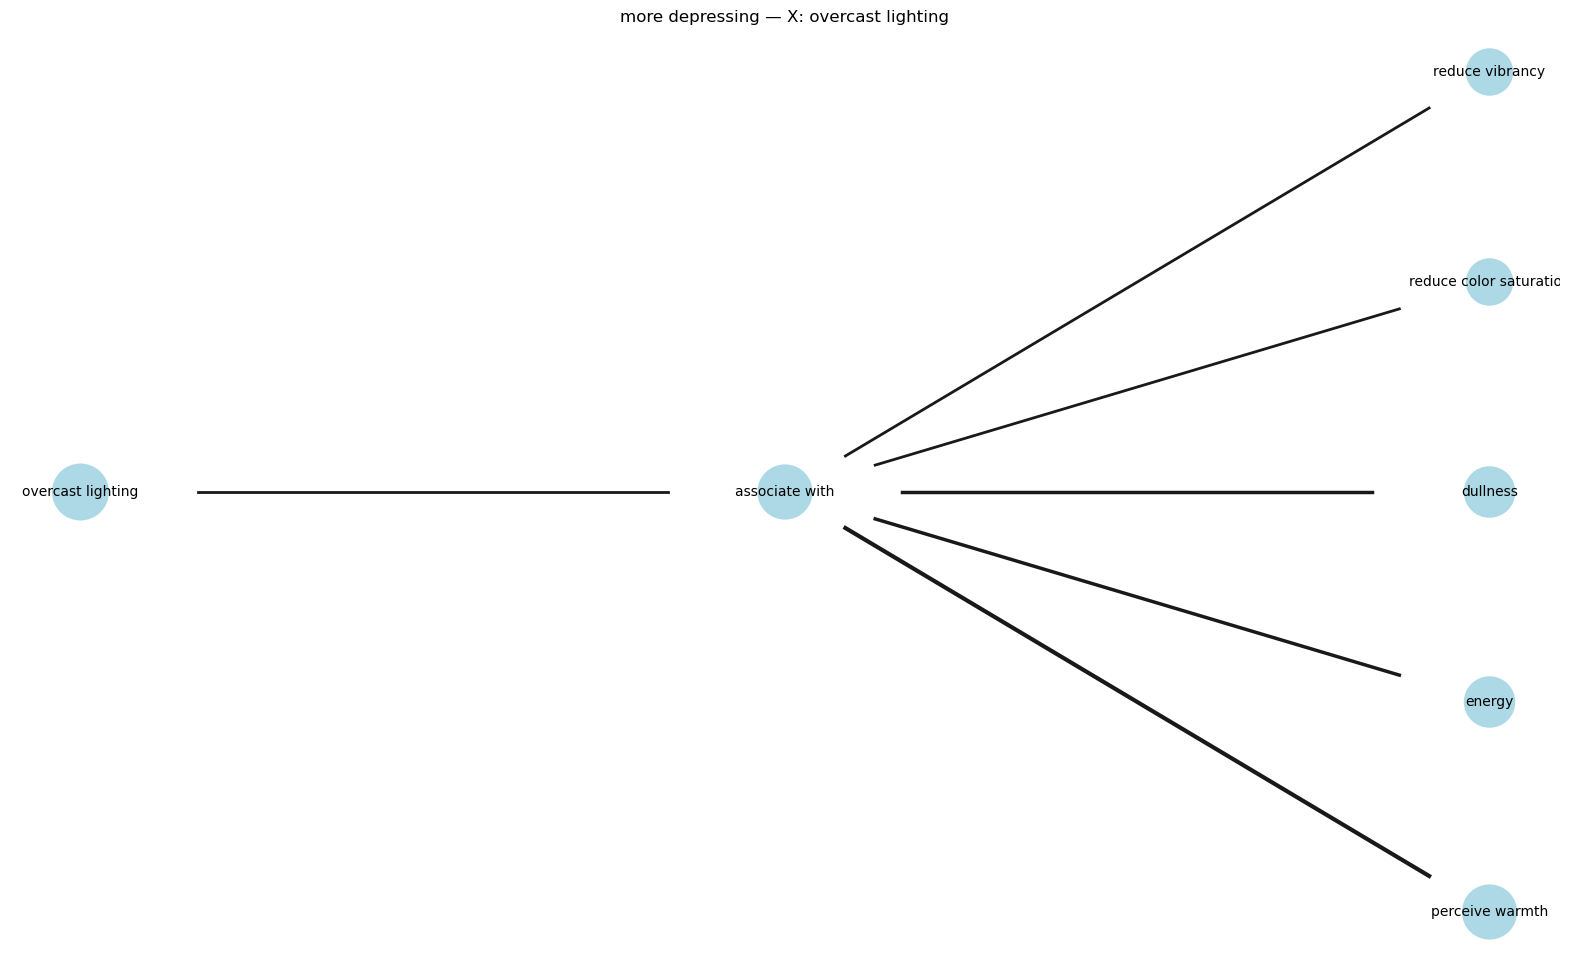 more depressing — X: overcast lighting
reduce vibrancy
reduce color saturatio
overcast lighting
associate with
dullness
energy
perceive warmth